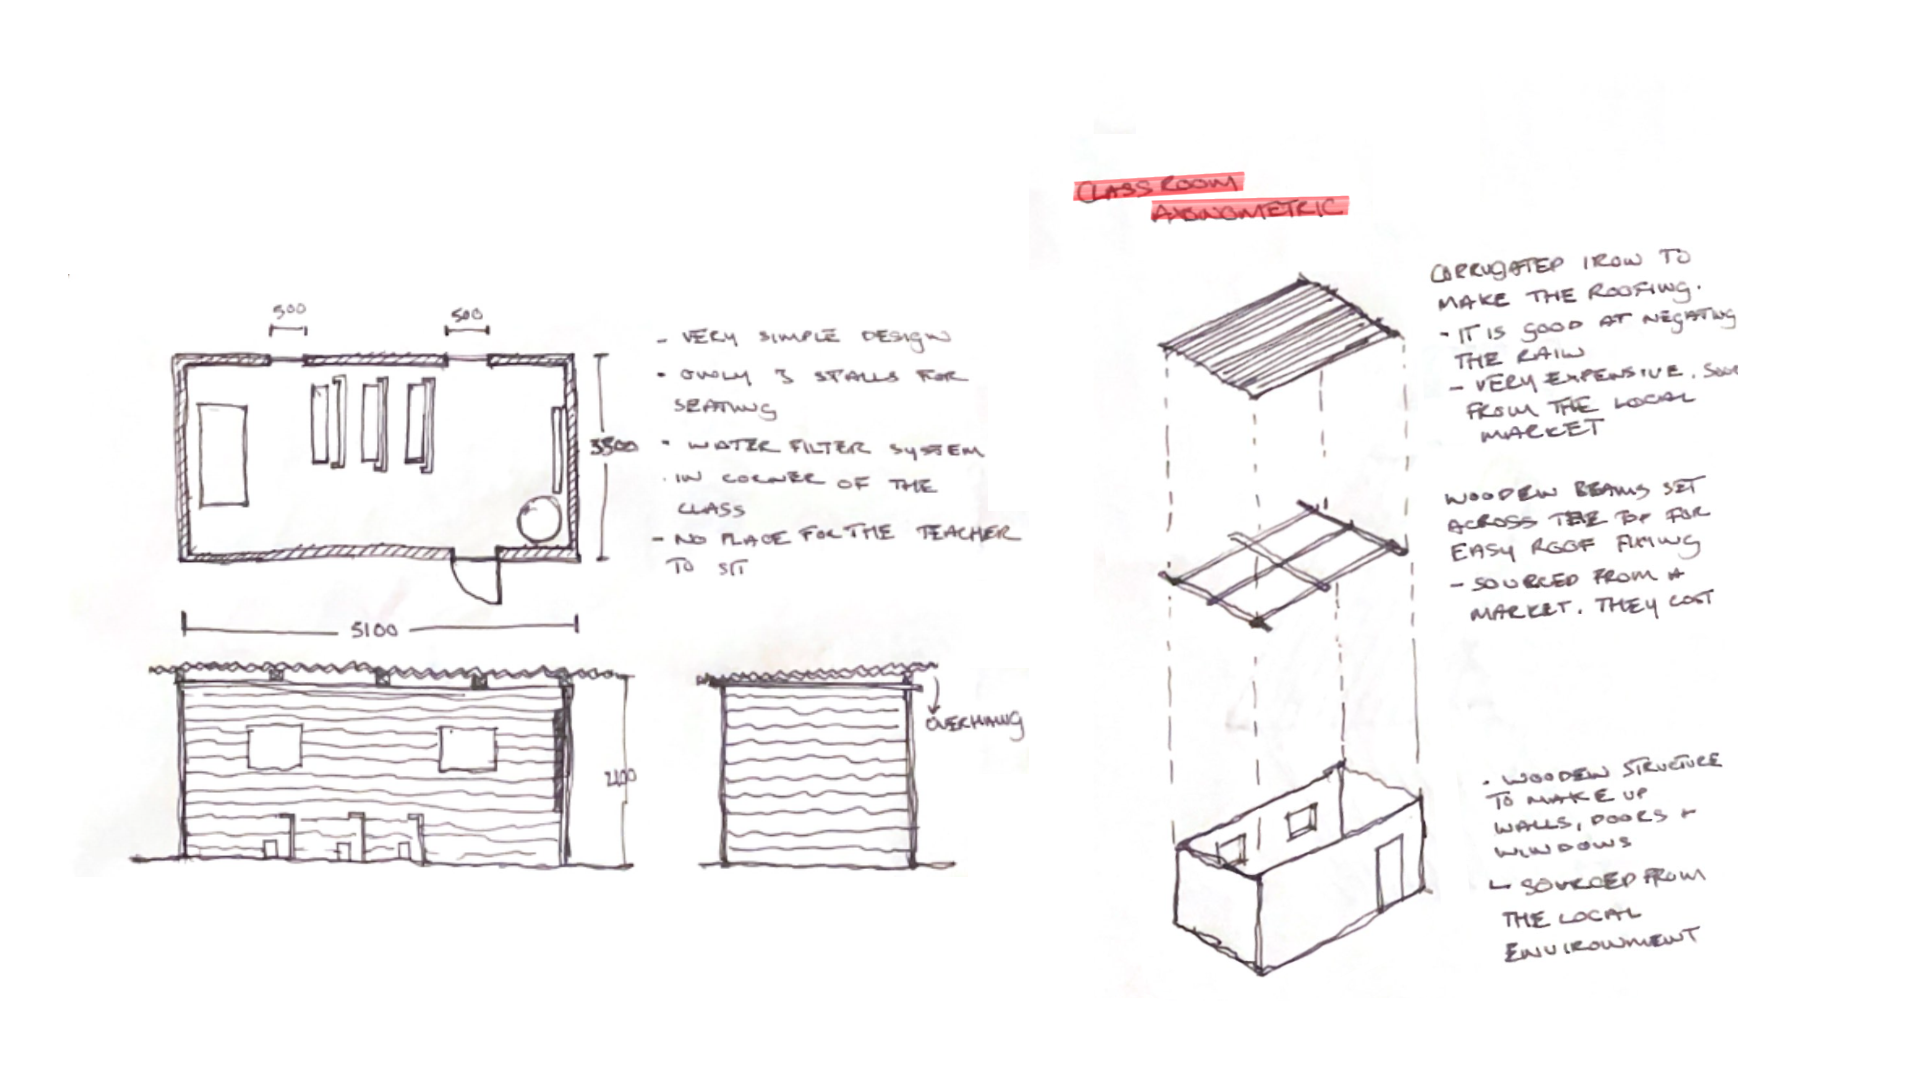 500
500
3500
5100
- VERY SIMPLE DESIGN
- ONLY 3 STALLS FOR
SEATING
- WATER FILTER SYSTEM
- IN CORNER OF THE
CLASS
- NO PLACE FOR THE TEACHER
TO SIT
2100
OVERHANG
CLASSROOM
AXONOMETRIC
CORRUGATED IRON TO
MAKE THE ROOFING.
- IT IS GOOD AT NEGATING
THE RAIN
- VERY EXPENSIVE.
FROM THE LOCAL
MARKET
WOODEN BEAMS SET
ACROSS THE TOP FOR
EASY ROOF FIXING
- SOURCED FROM A
MARKET. THEY COST
- WOODEN STRUCTURE
TO MAKE UP
WALLS, DOORS +
WINDOWS
SOURCED FROM
THE LOCAL
ENVIRONMENT